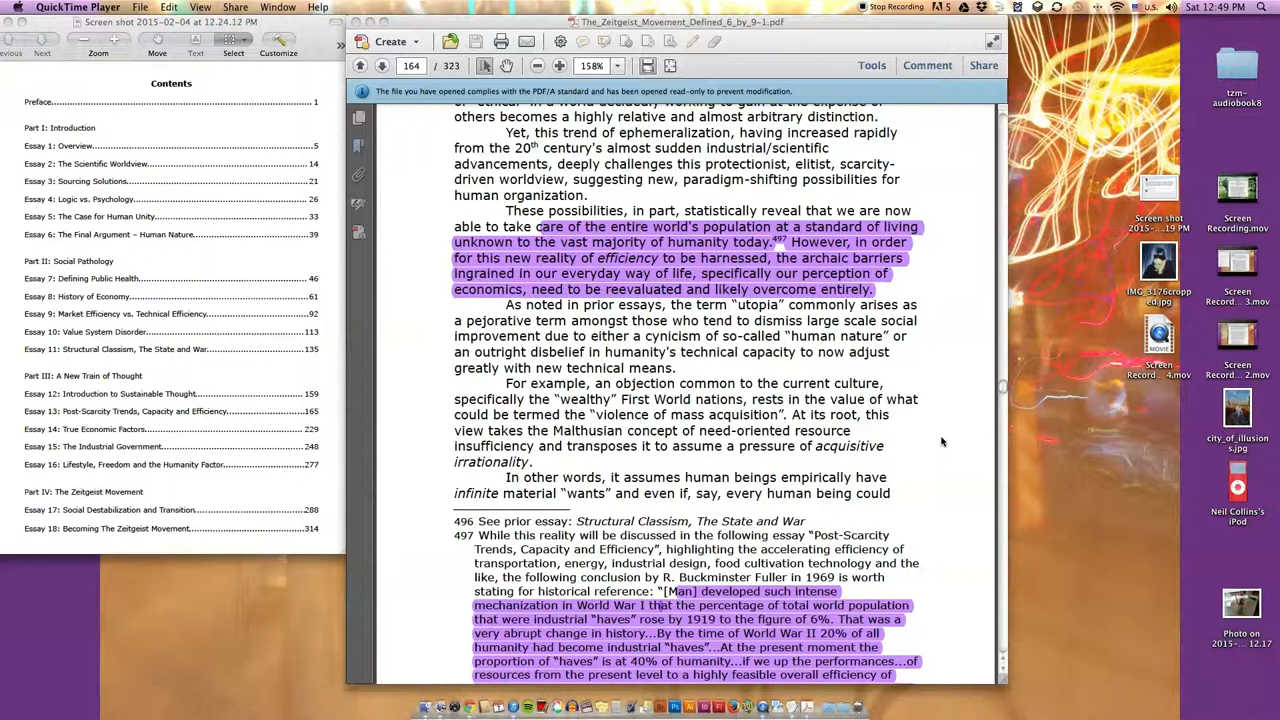 QuickTime Player File Edit View Share Window Help
Stop Recording
5
U.S.
Sat 12:49 PM
Screen shot 2015-02-04 at 12.24.12 PM
evious Next Zoom Move Text Select Customize
Contents
Preface 1
Part I: Introduction
Essay 1: Overview 5
Essay 2: The Scientific Worldview 14
Essay 3: Sourcing Solutions 21
Essay 4: Logic vs. Psychology 26
Essay 5: The Case for Human Unity 33
Essay 6: The Final Argument – Human Nature 39
Part II: Social Pathology
Essay 7: Defining Public Health 46
Essay 8: History of Economy 61
Essay 9: Market Efficiency vs. Technical Efficiency 92
Essay 10: Value System Disorder 113
Essay 11: Structural Classism, The State and War 135
Part III: A New Train of Thought
Essay 12: Introduction to Sustainable Thought 159
Essay 13: Post-Scarcity Trends, Capacity and Efficiency 165
Essay 14: True Economic Factors 229
Essay 15: The Industrial Government 248
Essay 16: Lifestyle, Freedom and the Humanity Factor 277
Part IV: The Zeitgeist Movement
Essay 17: Social Destabilization and Transition 288
Essay 18: Becoming The Zeitgeist Movement 314
The_Zeitgeist_Movement_Defined_6_by_9-1.pdf
Create
164 / 323
158%
Tools Comment Share
The file you have opened complies with the PDF/A standard and has been opened read-only to prevent modification.
or "ethical" in a world decidedly working to gain at the expense of
others becomes a highly relative and almost arbitrary distinction.
Yet, this trend of ephemeralization, having increased rapidly
from the 20th century's almost sudden industrial/scientific
advancements, deeply challenges this protectionist, elitist, scarcity-
driven worldview, suggesting new, paradigm-shifting possibilities for
human organization.
These possibilities, in part, statistically reveal that we are now
able to take care of the entire world's population at a standard of living
unknown to the vast majority of humanity today.497 However, in order
for this new reality of efficiency to be harnessed, the archaic barriers
ingrained in our everyday way of life, specifically our perception of
economics, need to be reevaluated and likely overcome entirely.
As noted in prior essays, the term "utopia" commonly arises as
a pejorative term amongst those who tend to dismiss large scale social
improvement due to either a cynicism of so-called "human nature" or
an outright disbelief in humanity's technical capacity to now adjust
greatly with new technical means.
For example, an objection common to the current culture,
specifically the "wealthy" First World nations, rests in the value of what
could be termed the "violence of mass acquisition". At its root, this
view takes the Malthusian concept of need-oriented resource
insufficiency and transposes it to assume a pressure of acquisitive
irrationality.
In other words, it assumes human beings empirically have
infinite material "wants" and even if, say, every human being could
496 See prior essay: Structural Classism, The State and War
497 While this reality will be discussed in the following essay "Post-Scarcity
Trends, Capacity and Efficiency", highlighting the accelerating efficiency of
transportation, energy, industrial design, food cultivation technology and the
like, the following conclusion by R. Buckminster Fuller in 1969 is worth
stating for historical reference: "[Man] developed such intense
mechanization in World War I that the percentage of total world population
that were industrial "haves" rose by 1919 to the figure of 6%. That was a
very abrupt change in history...By the time of World War II 20% of all
humanity had become industrial "haves"...At the present moment the
proportion of "haves" is at 40% of humanity...if we up the performances...of
resources from the present level to a highly feasible overall efficiency of
tzm-
audiobook8
Screen shot
2015-...19 PM
Screen
Recording.mov
IMG_3176cropp
ed.jpg
Screen
Record...3.mov
MOVIE
Screen
Record... 4.mov
Screen
Record... 2.mov
city_of_illusion
s.jpg
Neil Collins's
iPod
Photo on
2015-... 12.17